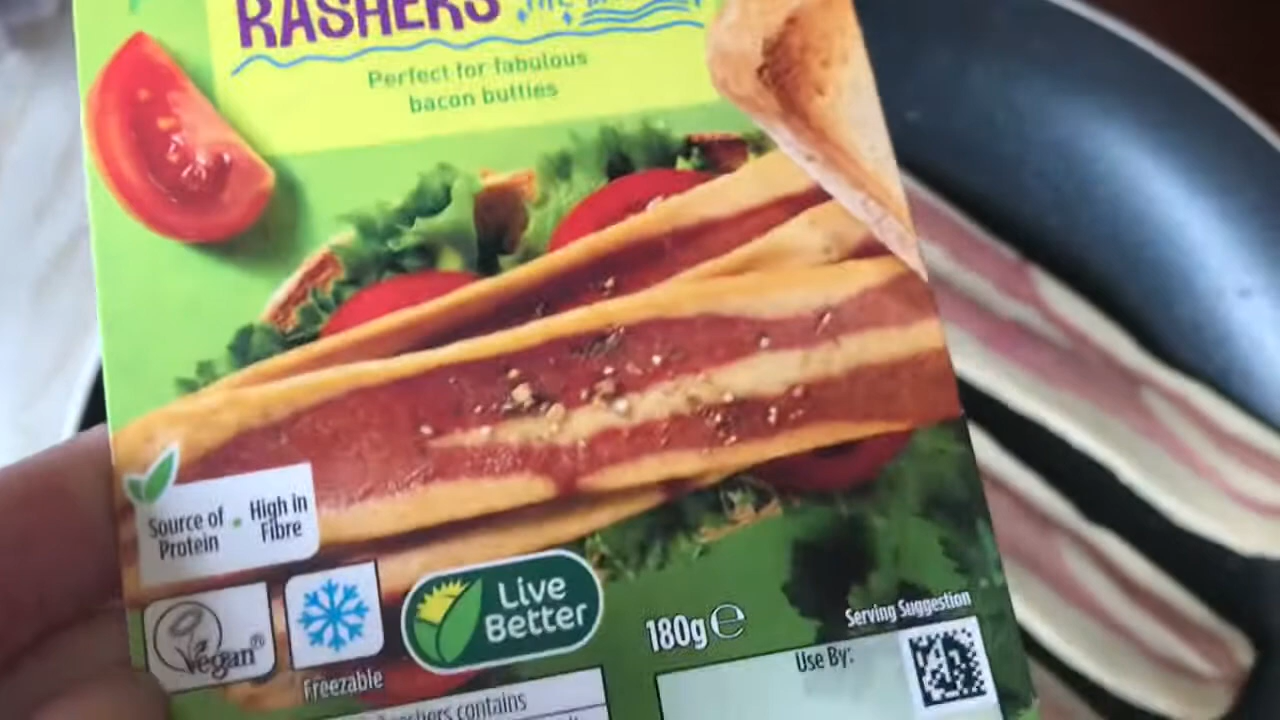 RASHERS
Perfect for fabulous
bacon butties
Source of
Protein
High in
Fibre
Vegan®
Freezable
Live
Better
180g ℮
Serving Suggestion
Use By:
contains